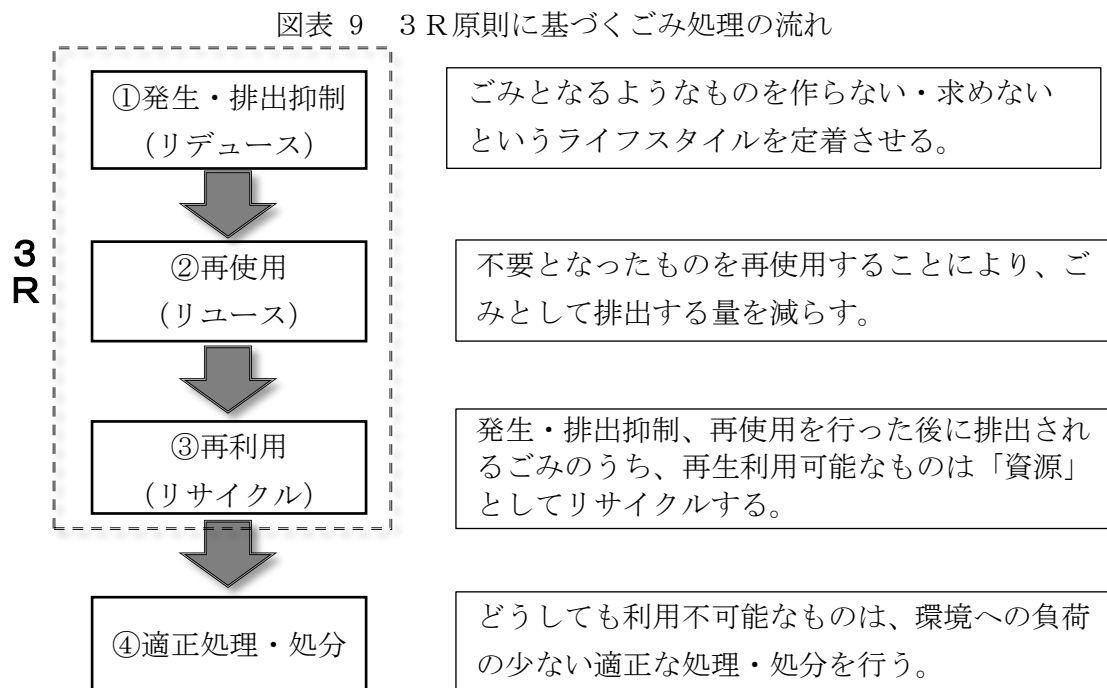 図表 9　３Ｒ原則に基づくごみ処理の流れ
３Ｒ
①発生・排出抑制
(リデュース)
ごみとなるようなものを作らない・求めない
というライフスタイルを定着させる。
②再使用
(リユース)
不要となったものを再使用することにより、ご
みとして排出する量を減らす。
③再利用
(リサイクル)
発生・排出抑制、再使用を行った後に排出され
るごみのうち、再生利用可能なものは「資源」
としてリサイクルする。
④適正処理・処分
どうしても利用不可能なものは、環境への負荷
の少ない適正な処理・処分を行う。